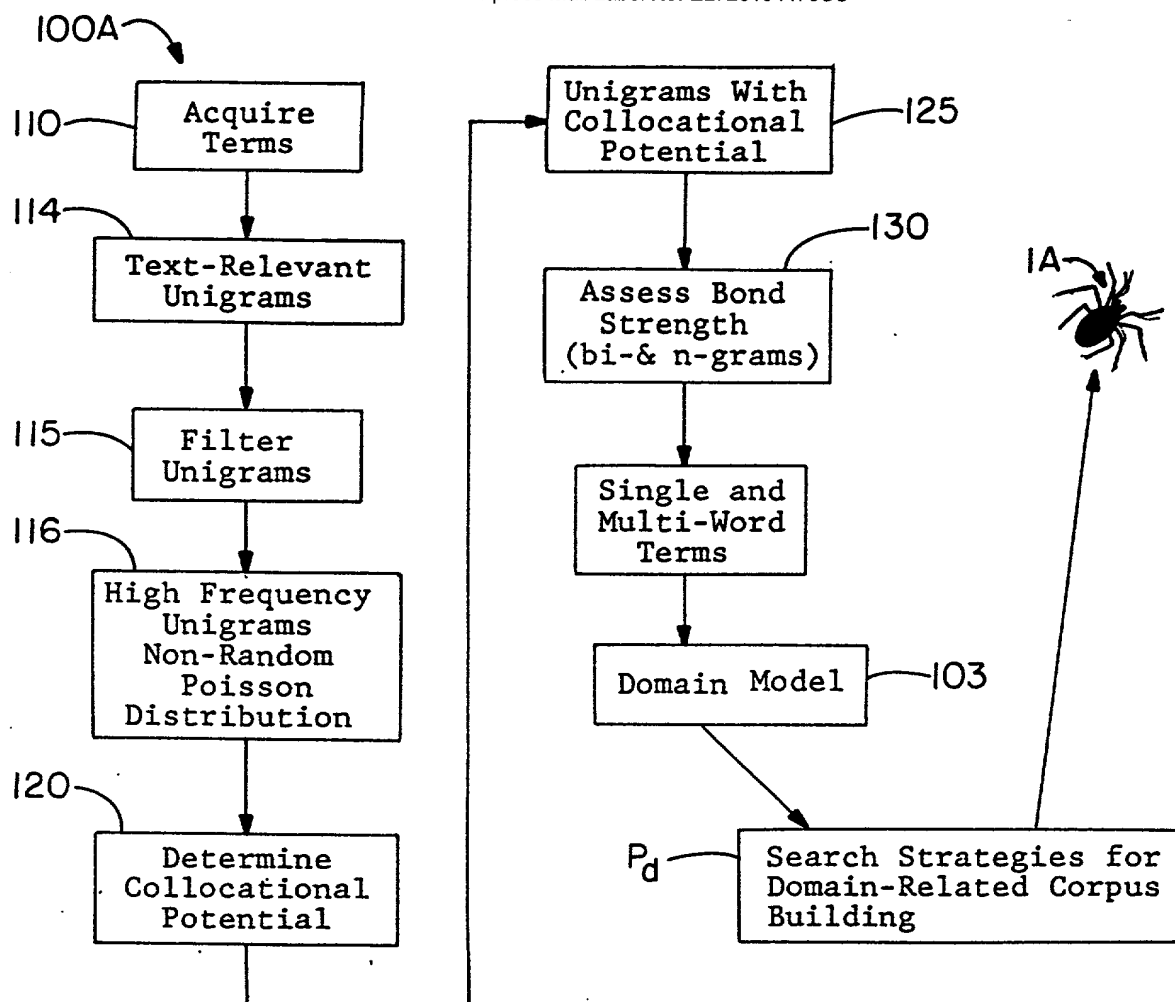 100A
110
Acquire
Terms
114
Text-Relevant
Unigrams
115
Filter
Unigrams
116
High Frequency
Unigrams
Non-Random
Poisson
Distribution
120
Determine
Collocational
Potential
Unigrams With
Collocational
Potential
125
130
Assess Bond
Strength
(bi-& n-grams)
Single and
Multi-Word
Terms
Domain Model
103
Pd
Search Strategies for
Domain-Related Corpus
Building
1A